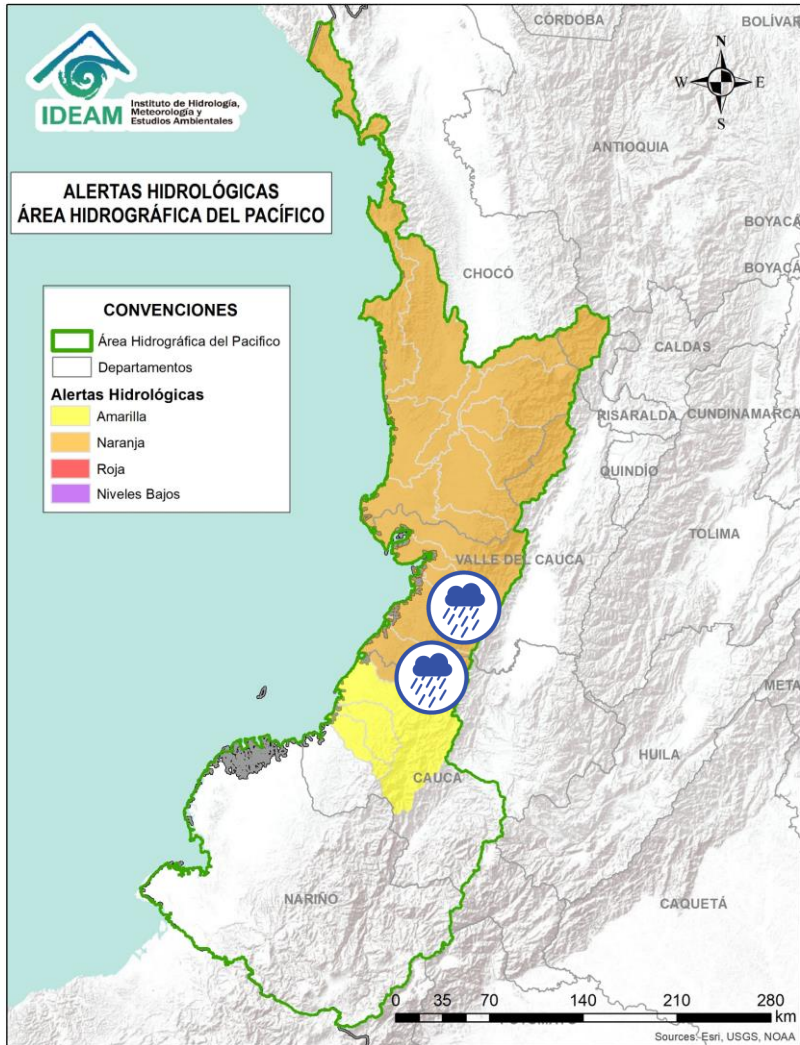 CÓRDOBA
BOLÍVAR
N
W
E
S
IDEAM
Instituto de Hidrología,
Meteorología y
Estudios Ambientales
ANTIOQUIA
ALERTAS HIDROLÓGICAS
ÁREA HIDROGRÁFICA DEL PACÍFICO
BOYACÁ
CHOCÓ
BOYACÁ
CONVENCIONES
Área Hidrográfica del Pacifico
Departamentos
Alertas Hidrológicas
Amarilla
Naranja
Roja
Niveles Bajos
CALDAS
RISARALDA
CUNDINAMARCA
QUINDÍO
TOLIMA
VALLE DEL CAUCA
META
HUILA
CAUCA
NARIÑO
CAQUETÁ
0 35 70 140 210 280
km
Sources: Esri, USGS, NOAA